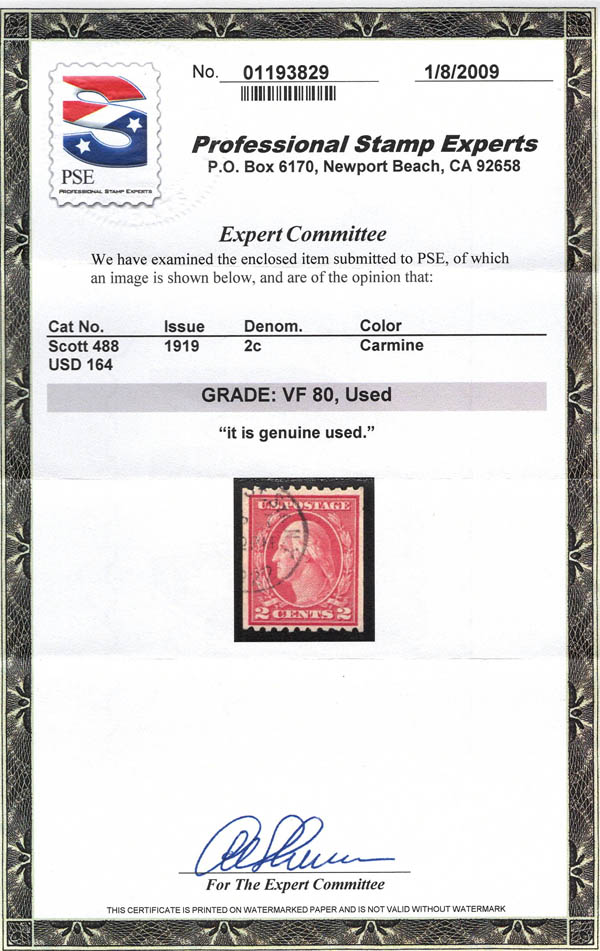 No. 01193829 1/8/2009
PSE
PROFESSIONAL STAMP EXPERTS
Professional Stamp Experts
P.O. Box 6170, Newport Beach, CA 92658
Expert Committee
We have examined the enclosed item submitted to PSE, of which
an image is shown below, and are of the opinion that:
Cat No. Issue Denom. Color
Scott 488 1919 2c Carmine
USD 164
GRADE: VF 80, Used
“it is genuine used.”
U.S. POSTAGE
2 CENTS 2
For The Expert Committee
THIS CERTIFICATE IS PRINTED ON WATERMARKED PAPER AND IS NOT VALID WITHOUT WATERMARK